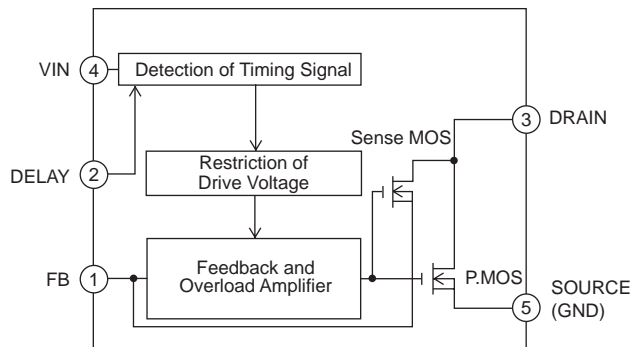 VIN
4
Detection of Timing Signal
3
DRAIN
Sense MOS
DELAY
2
Restriction of
Drive Voltage
FB
1
Feedback and
Overload Amplifier
P.MOS
SOURCE
(GND)
5